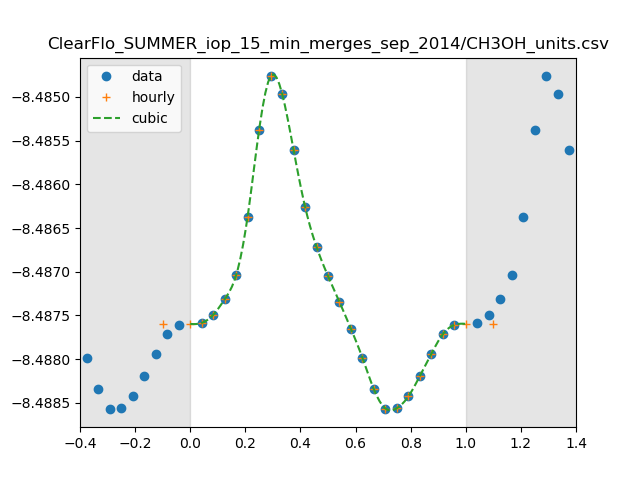 ClearFlo_SUMMER_iop_15_min_merges_sep_2014/CH3OH_units.csv
data
hourly
cubic
−8.4850
−8.4855
−8.4860
−8.4865
−8.4870
−8.4875
−8.4880
−8.4885
−0.4 −0.2 0.0 0.2 0.4 0.6 0.8 1.0 1.2 1.4